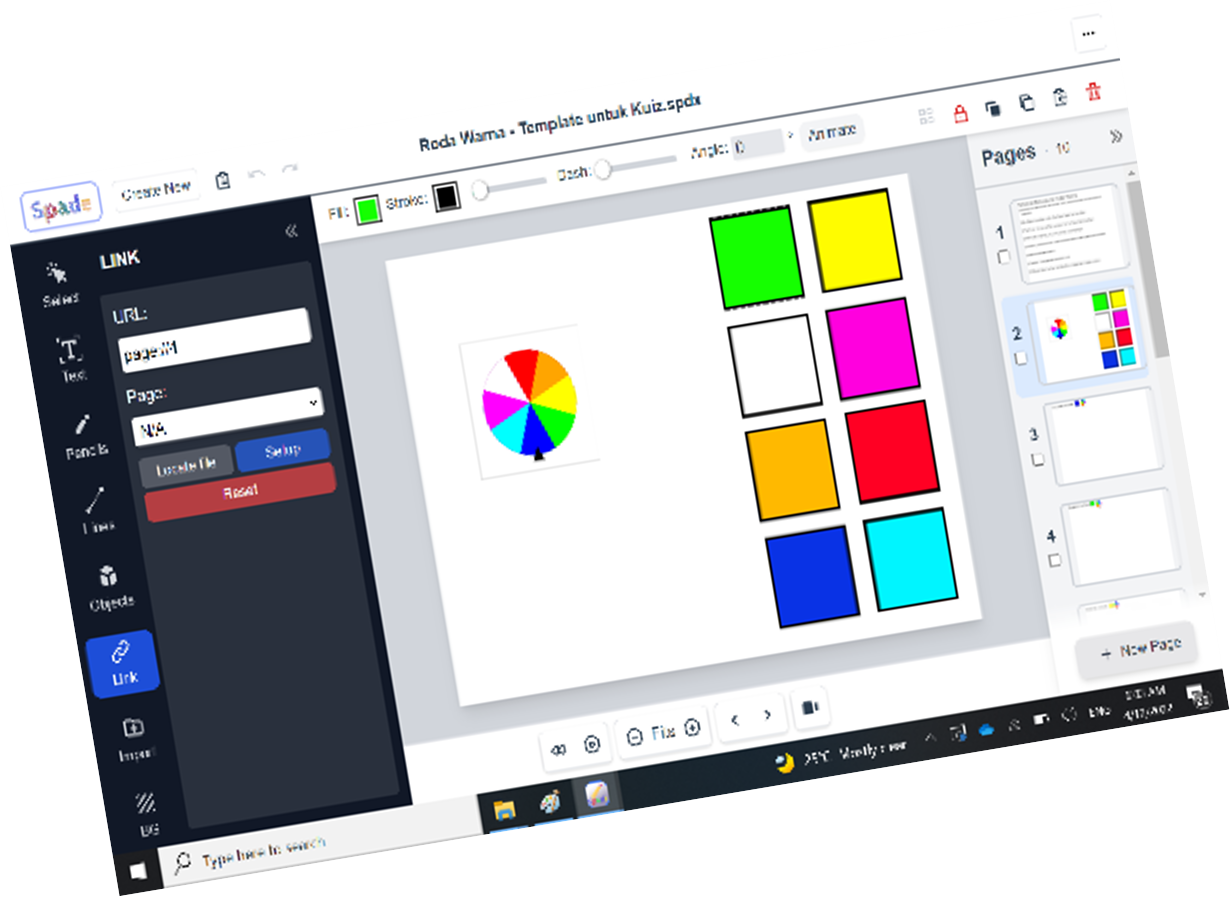 ...
Roda Warna - Template untuk Kuiz.spdx
Spade
Create New
Fill:
Stroke:
Dash:
Angle:
0
°
Animate
Pages - 10
LINK
Select
URL:
Text
Page:
N/A
Pencils
Locate file
Setup
Reset
Lines
Objects
Link
Import
BG
1
2
3
4
+ New Page
Fit
25°C Mostly clear
ENG
Type here to search